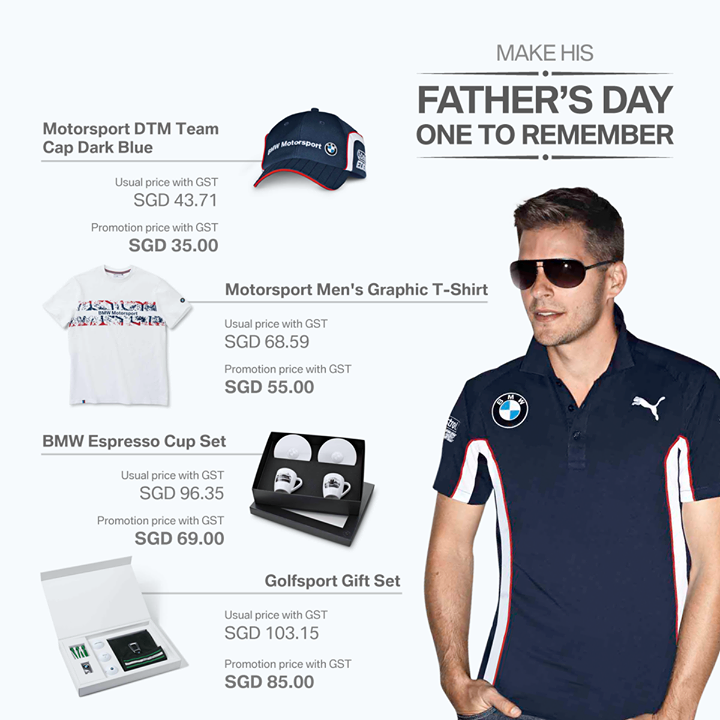 MAKE HIS
FATHER'S DAY
ONE TO REMEMBER
Motorsport DTM Team
Cap Dark Blue
Usual price with GST
SGD 43.71
Promotion price with GST
SGD 35.00
BMW Motorsport
Motorsport Men's Graphic T-Shirt
Usual price with GST
SGD 68.59
Promotion price with GST
SGD 55.00
BMW Motorsport
BMW Espresso Cup Set
Usual price with GST
SGD 96.35
Promotion price with GST
SGD 69.00
Golfsport Gift Set
Usual price with GST
SGD 103.15
Promotion price with GST
SGD 85.00
BMW
PUMA